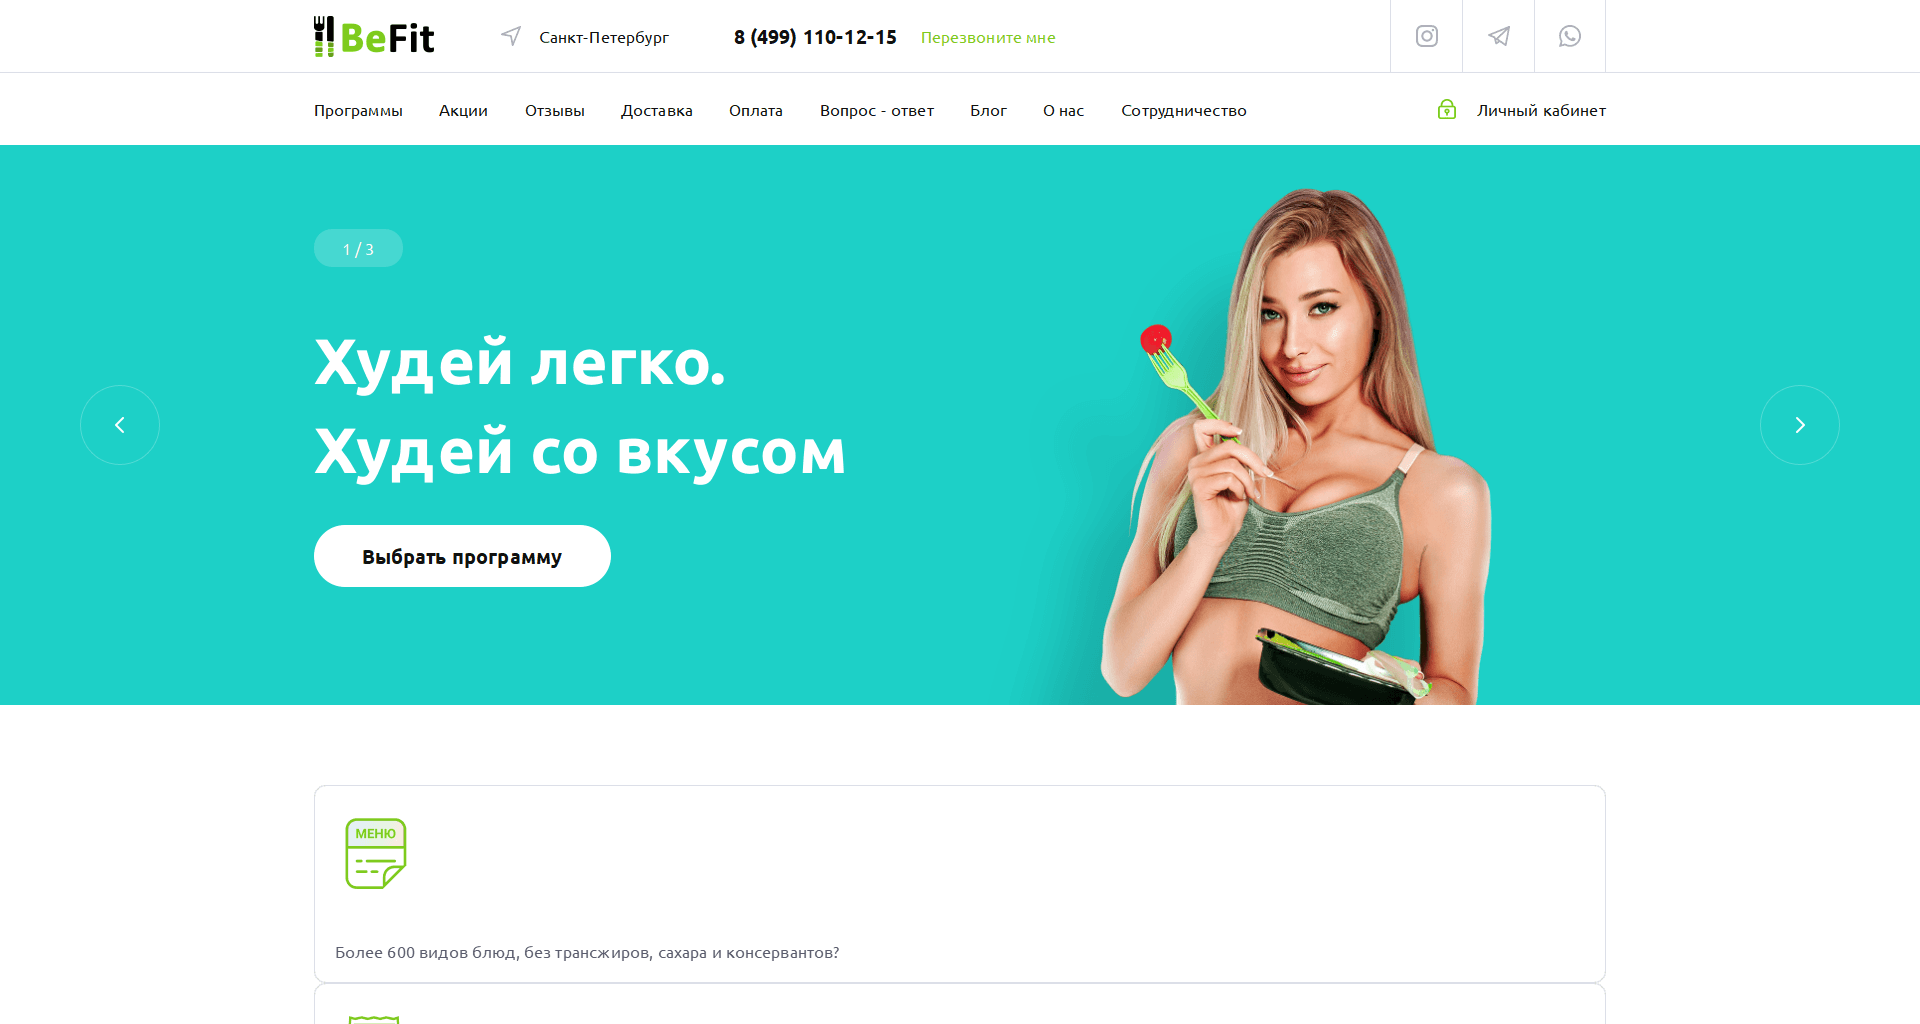 BeFit
Санкт-Петербург
8 (499) 110-12-15
Перезвоните мне
Программы
Акции
Отзывы
Доставка
Оплата
Вопрос - ответ
Блог
О нас
Сотрудничество
Личный кабинет
1 / 3
Худей легко.
Худей со вкусом
Выбрать программу
МЕНЮ
Более 600 видов блюд, без трансжиров, сахара и консервантов?